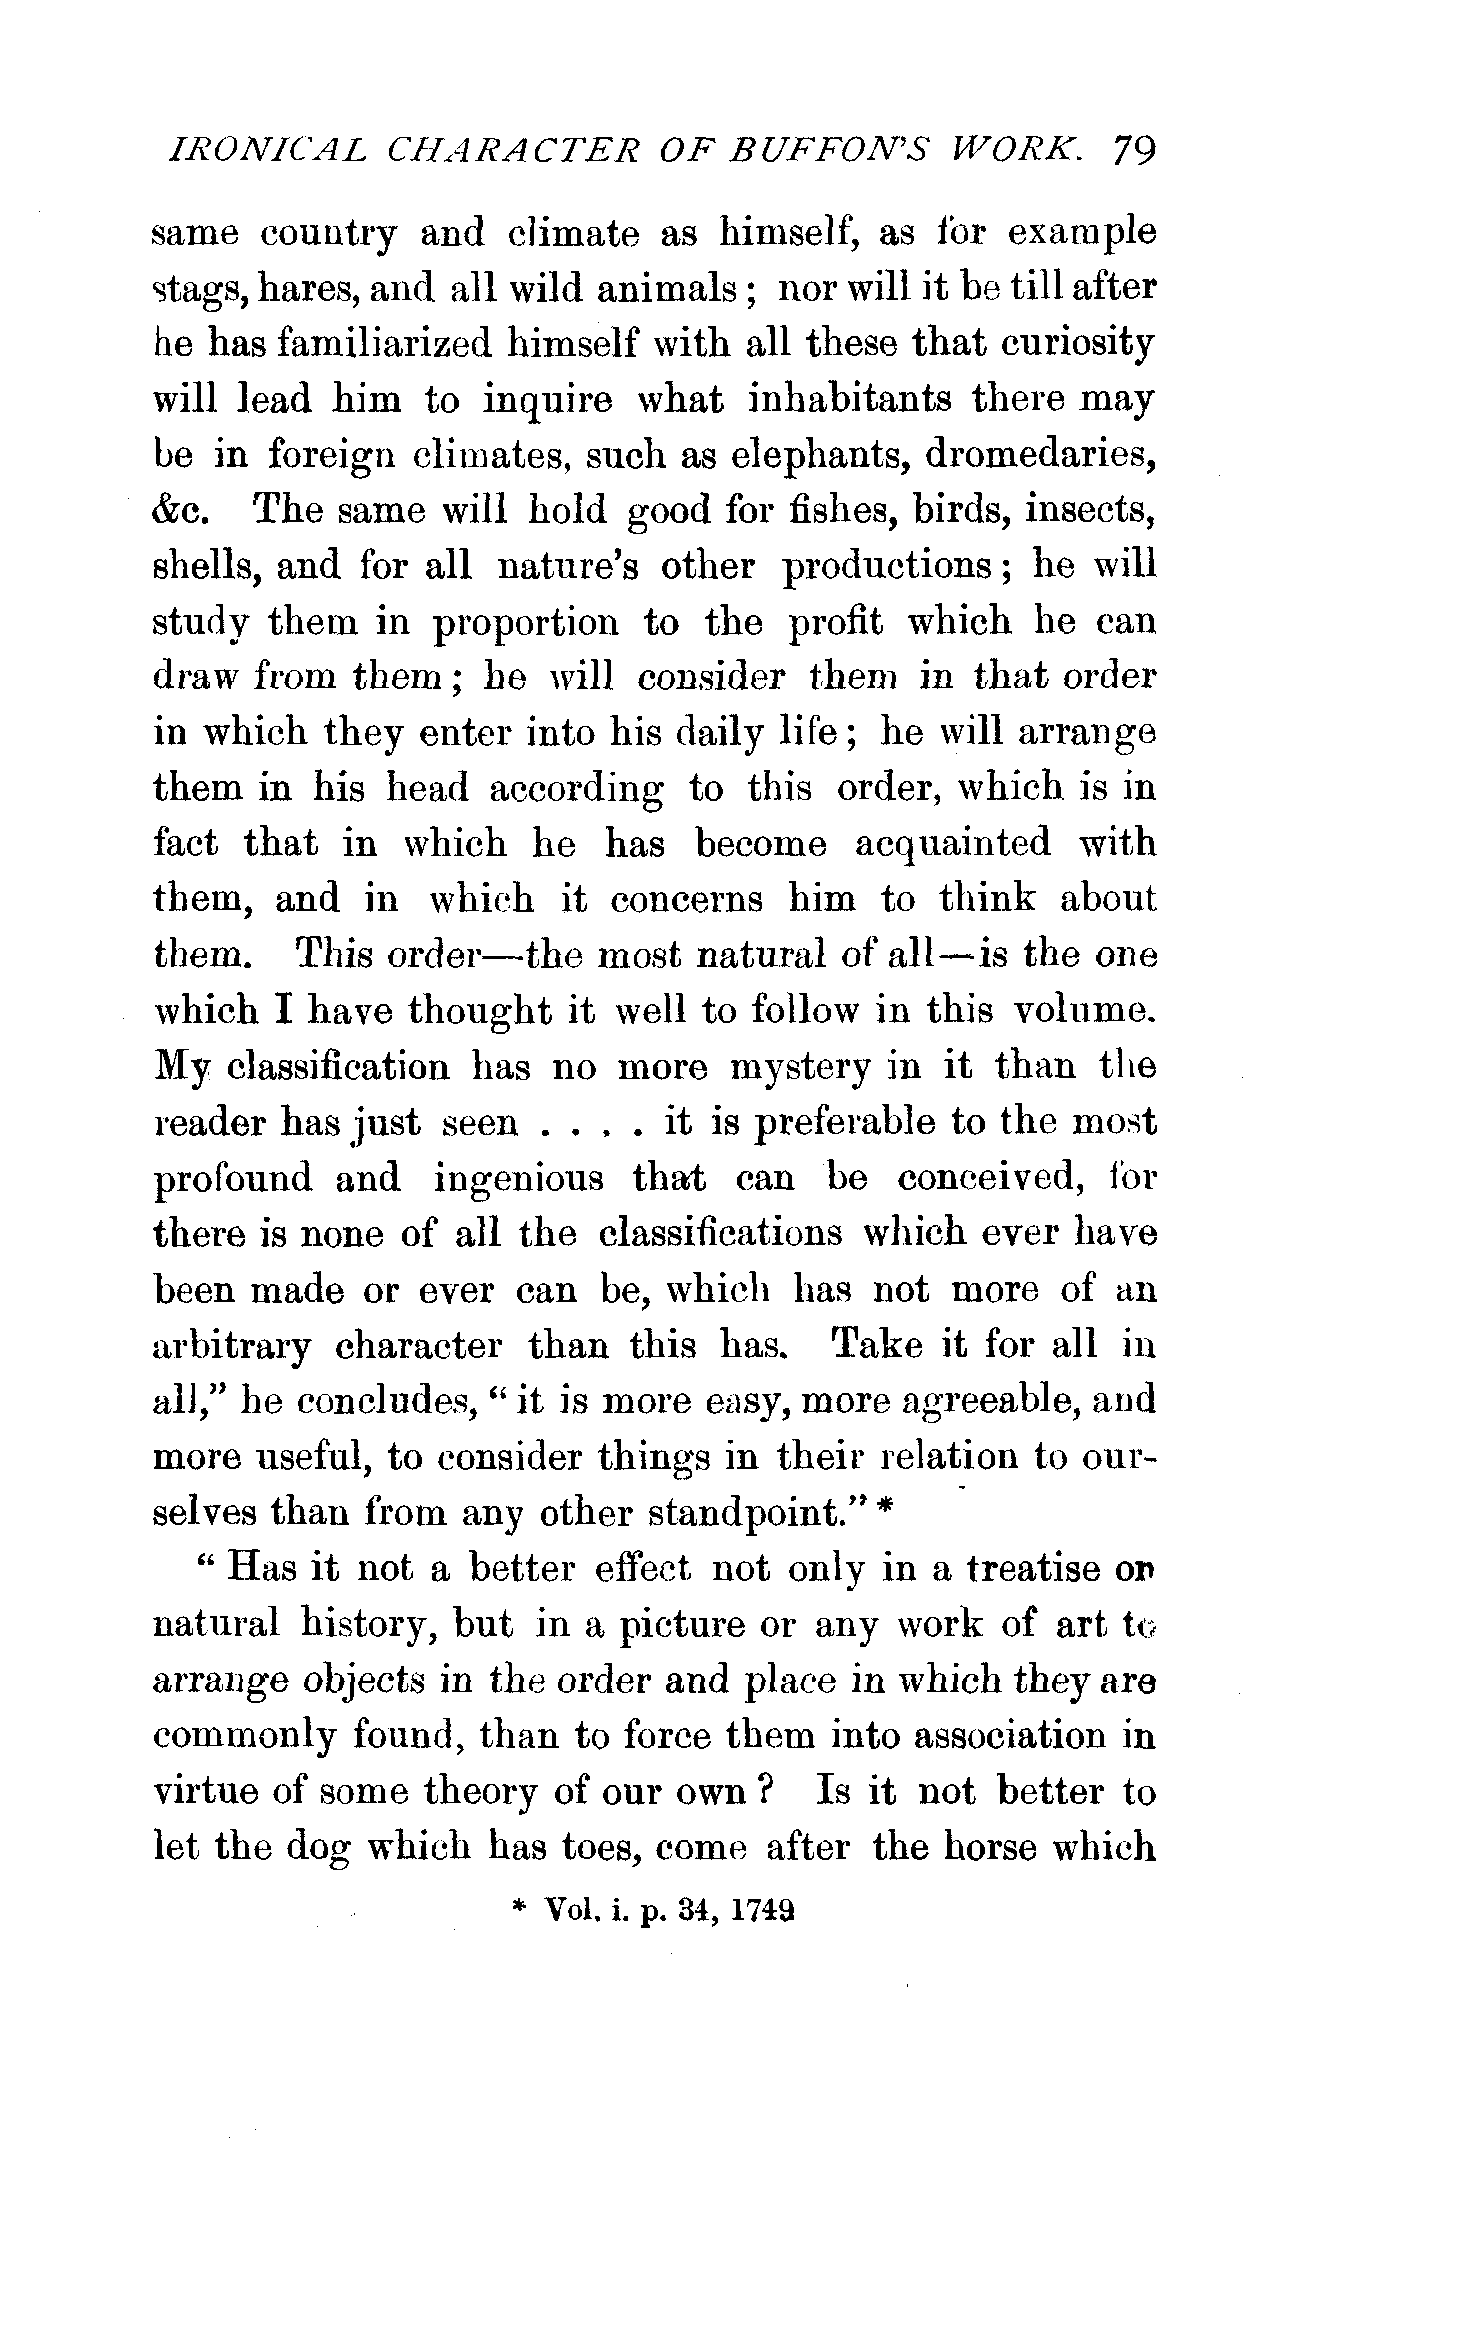 IRONICAL CHARACTER OF BUFFON'S WORK. 79
same country and climate as himself, as for example
stags, hares, and all wild animals; nor will it be till after
he has familiarized himself with all these that curiosity
will lead him to inquire what inhabitants there may
be in foreign climates, such as elephants, dromedaries,
&c. The same will hold good for fishes, birds, insects,
shells, and for all nature's other productions; he will
study them in proportion to the profit which he can
draw from them; he will consider them in that order
in which they enter into his daily life; he will arrange
them in his head according to this order, which is in
fact that in which he has become acquainted with
them, and in which it concerns him to think about
them. This order—the most natural of all—is the one
which I have thought it well to follow in this volume.
My classification has no more mystery in it than the
reader has just seen . . . . it is preferable to the most
profound and ingenious that can be conceived, for
there is none of all the classifications which ever have
been made or ever can be, which has not more of an
arbitrary character than this has. Take it for all in
all," he concludes, "it is more easy, more agreeable, and
more useful, to consider things in their relation to our-
selves than from any other standpoint." *
"Has it not a better effect not only in a treatise on
natural history, but in a picture or any work of art to
arrange objects in the order and place in which they are
commonly found, than to force them into association in
virtue of some theory of our own? Is it not better to
let the dog which has toes, come after the horse which
* Vol. i. p. 34, 1749